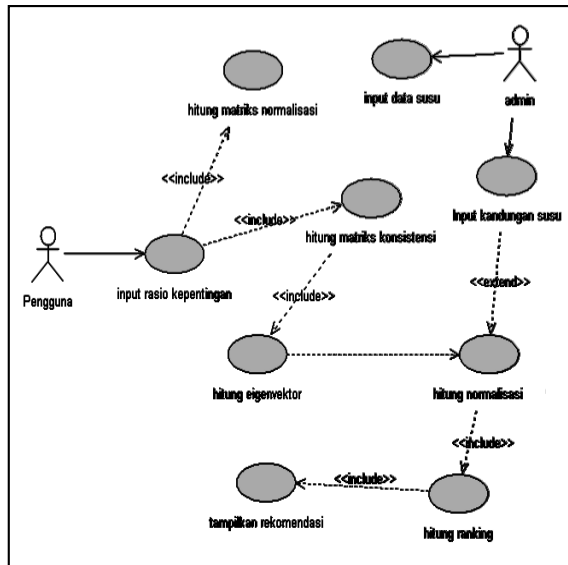 input data susu
admin
hitung matriks normalisasi
<<include>>
<<include>>
Input kandungan susu
hitung matriks konsistensi
Pengguna
input rasio kepentingan
<<include>>
<<extend>>
hitung eigenvektor
hitung normalisasi
<<include>>
<<include>>
tampilkan rekomendasi
hitung ranking